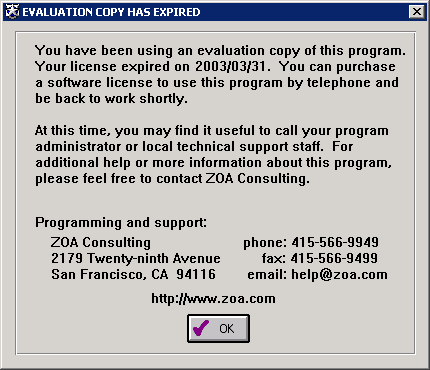 EVALUATION COPY HAS EXPIRED
You have been using an evaluation copy of this program.
Your license expired on 2003/03/31.  You can purchase
a software license to use this program by telephone and
be back to work shortly.
At this time, you may find it useful to call your program
administrator or local technical support staff.  For
additional help or more information about this program,
please feel free to contact ZOA Consulting.
Programming and support:
ZOA Consulting phone: 415-566-9949
2179 Twenty-ninth Avenue fax: 415-566-9499
San Francisco, CA  94116 email: help@zoa.com
http://www.zoa.com
OK